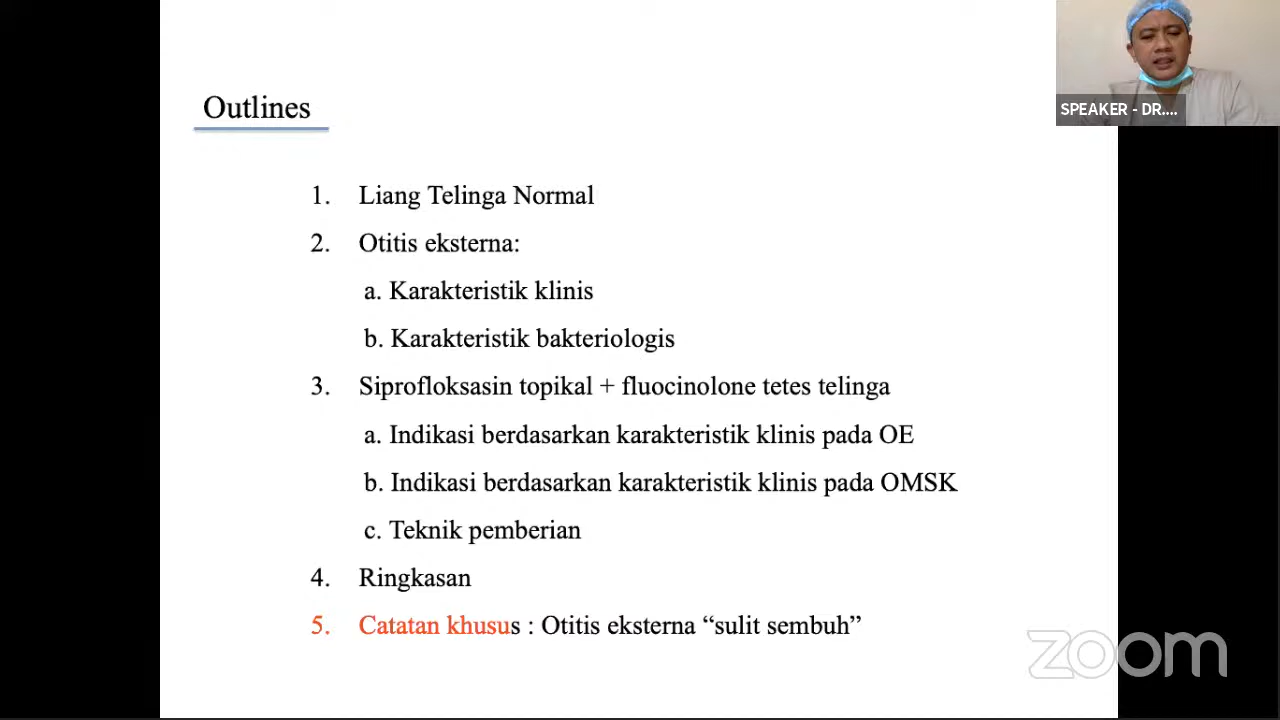 Outlines
SPEAKER - DR....
1. Liang Telinga Normal
2. Otitis eksterna:
a. Karakteristik klinis
b. Karakteristik bakteriologis
3. Siprofloksasin topikal + fluocinolone tetes telinga
a. Indikasi berdasarkan karakteristik klinis pada OE
b. Indikasi berdasarkan karakteristik klinis pada OMSK
c. Teknik pemberian
4. Ringkasan
5. Catatan khusus : Otitis eksterna “sulit sembuh”
zoom